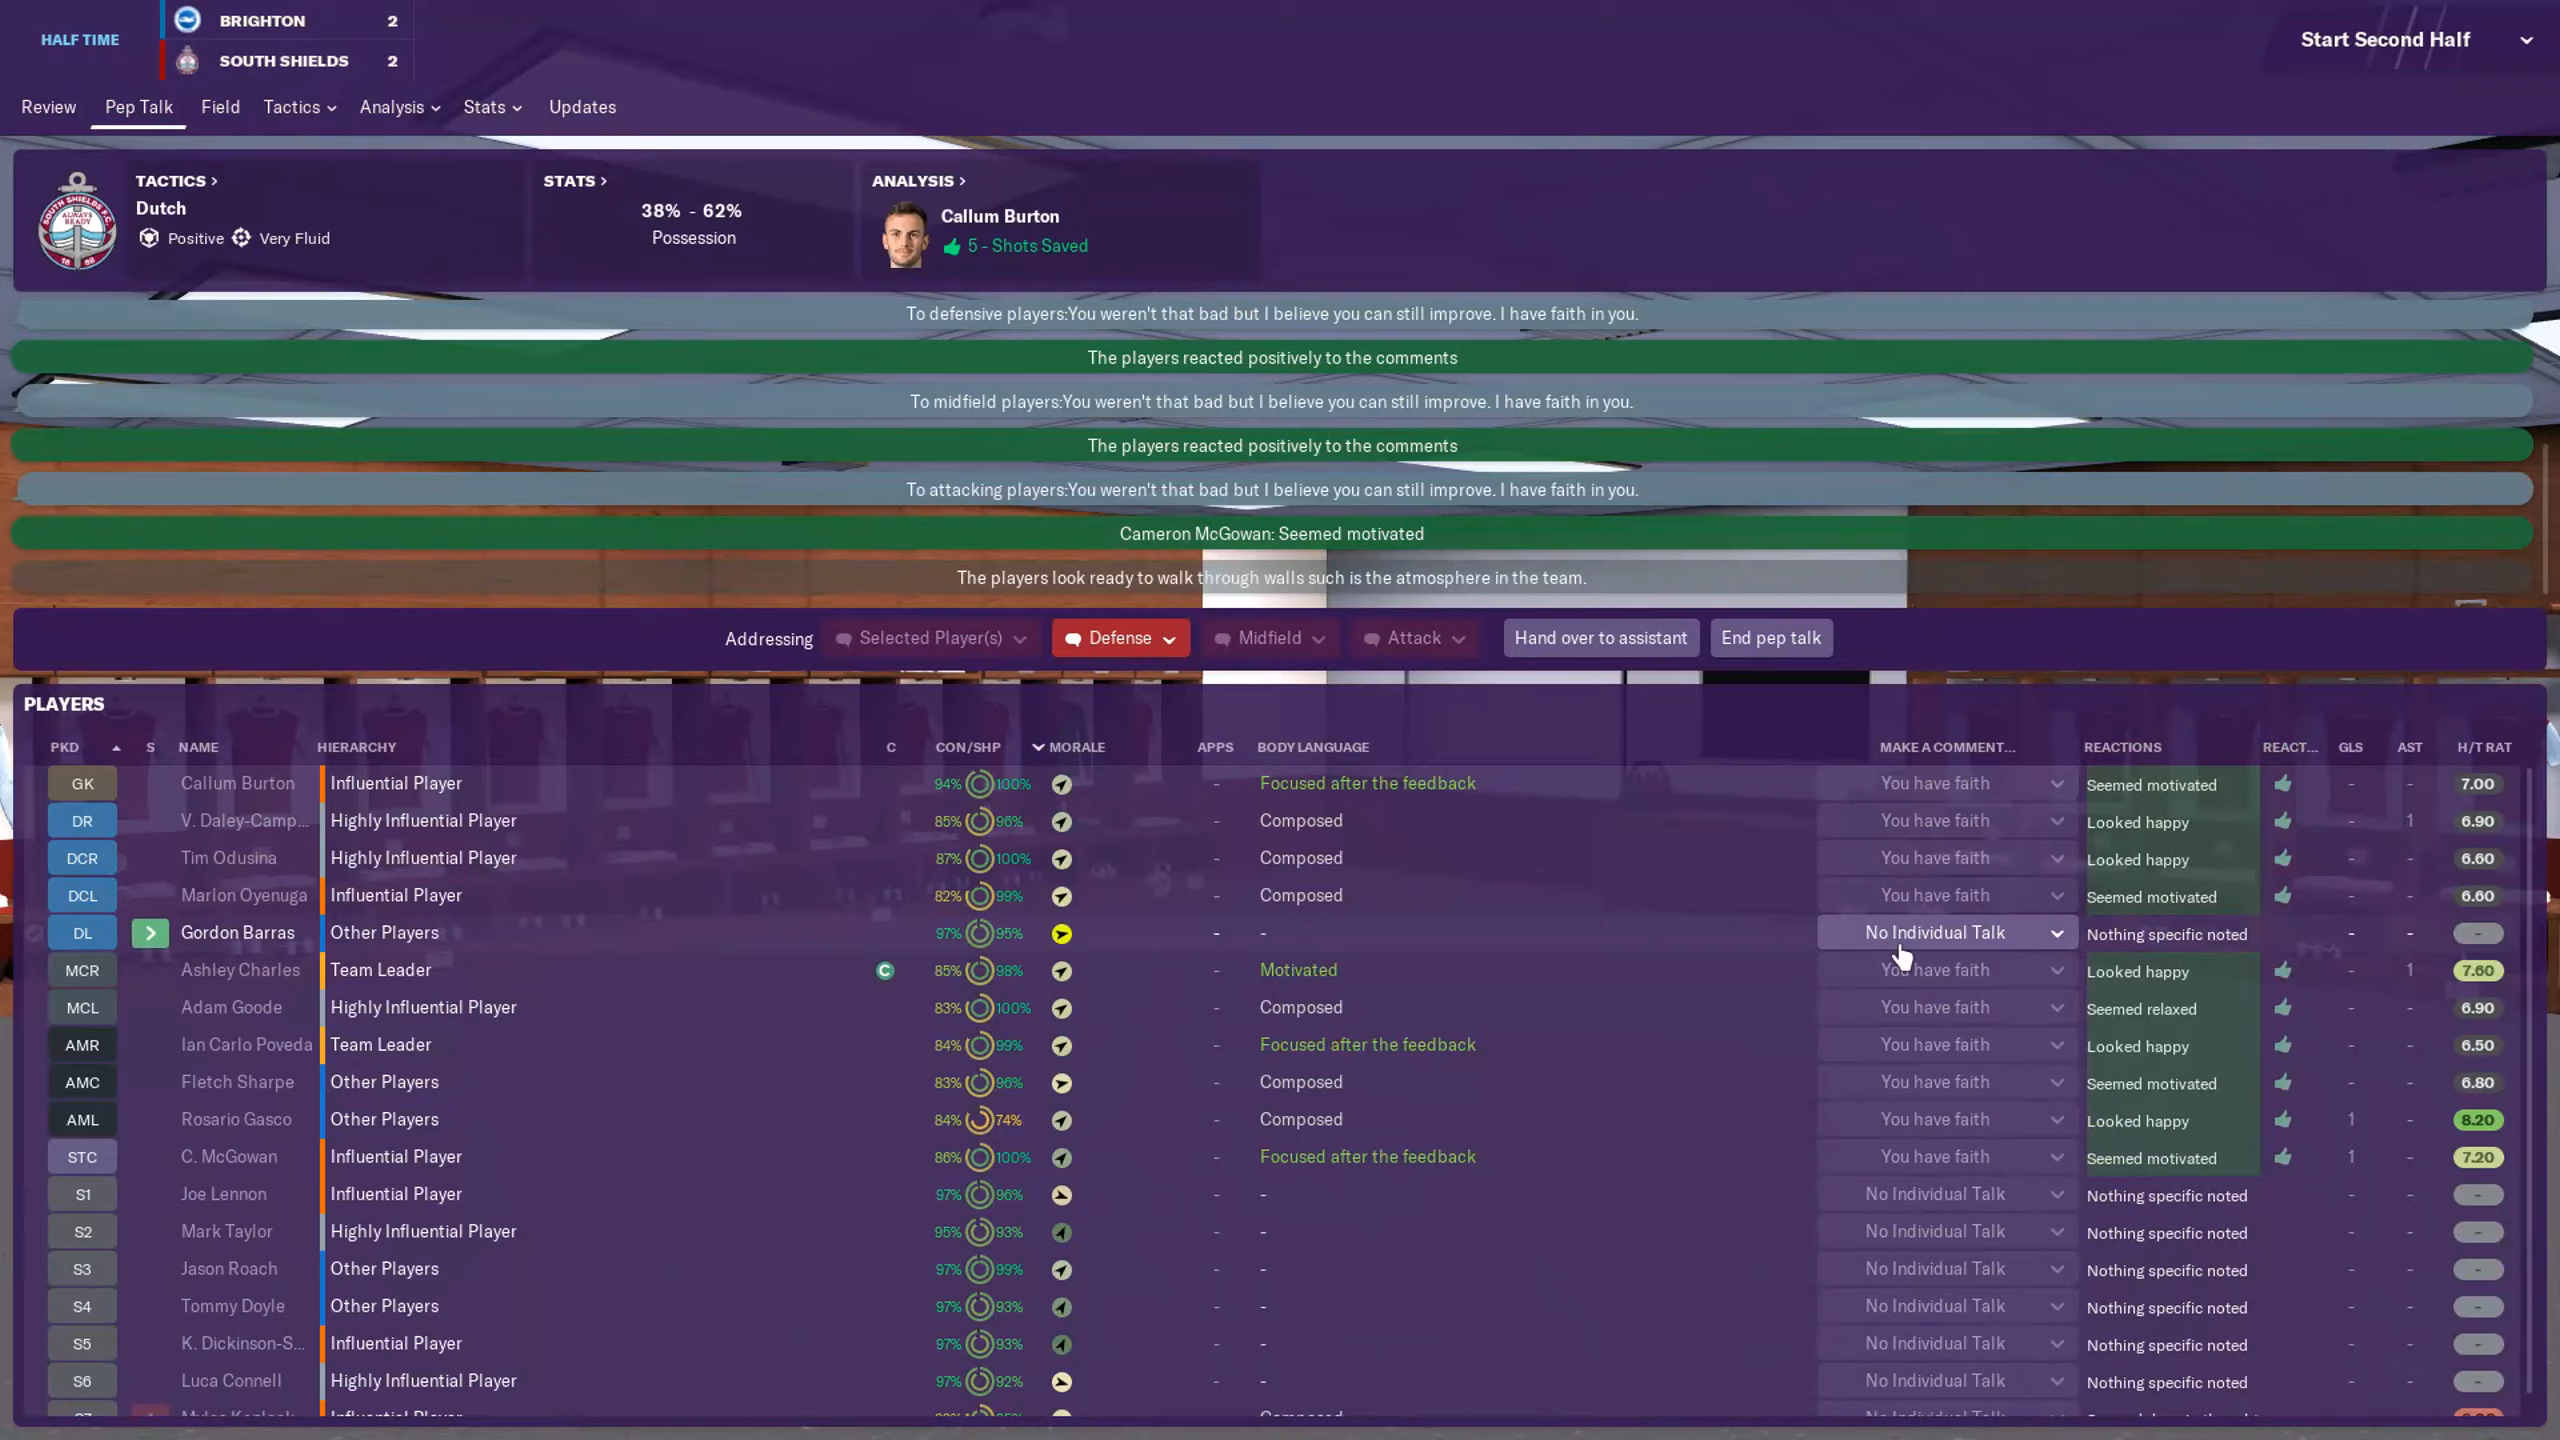 HALF TIME
BRIGHTON 2
SOUTH SHIELDS 2
Start Second Half
Review Pep Talk Field Tactics Analysis Stats Updates
SOUTH SHIELDS F.C.
ALWAYS READY
TACTICS >
Dutch
Positive Very Fluid
STATS >
38% - 62%
Possession
ANALYSIS >
Callum Burton
5 - Shots Saved
To defensive players:You weren't that bad but I believe you can still improve. I have faith in you.
The players reacted positively to the comments
To midfield players:You weren't that bad but I believe you can still improve. I have faith in you.
The players reacted positively to the comments
To attacking players:You weren't that bad but I believe you can still improve. I have faith in you.
Cameron McGowan: Seemed motivated
The players look ready to walk through walls such is the atmosphere in the team.
Addressing Selected Player(s) Defense Midfield Attack Hand over to assistant End pep talk
PLAYERS
PKD S NAME HIERARCHY C CON/SHP MORALE APPS BODY LANGUAGE MAKE A COMMENT... REACTIONS REACT... GLS AST H/T RAT
GK Callum Burton Influential Player 94% 100% - Focused after the feedback You have faith Seemed motivated - - 7.00
DR V. Daley-Camp... Highly Influential Player 85% 96% - Composed You have faith Looked happy - 1 6.90
DCR Tim Odusina Highly Influential Player 87% 100% - Composed You have faith Looked happy - - 6.60
DCL Marlon Oyenuga Influential Player 82% 99% - Composed You have faith Seemed motivated - - 6.60
DL Gordon Barras Other Players 97% 95% - - No Individual Talk Nothing specific noted - - -
MCR Ashley Charles Team Leader C 85% 98% - Motivated You have faith Looked happy - 1 7.60
MCL Adam Goode Highly Influential Player 83% 100% - Composed You have faith Seemed relaxed - - 6.90
AMR Ian Carlo Poveda Team Leader 84% 99% - Focused after the feedback You have faith Looked happy - - 6.50
AMC Fletch Sharpe Other Players 83% 96% - Composed You have faith Seemed motivated - - 6.80
AML Rosario Gasco Other Players 84% 74% - Composed You have faith Looked happy 1 - 8.20
STC C. McGowan Influential Player 86% 100% - Focused after the feedback You have faith Seemed motivated 1 - 7.20
S1 Joe Lennon Influential Player 97% 96% - - No Individual Talk Nothing specific noted - - -
S2 Mark Taylor Highly Influential Player 95% 93% - - No Individual Talk Nothing specific noted - - -
S3 Jason Roach Other Players 97% 99% - - No Individual Talk Nothing specific noted - - -
S4 Tommy Doyle Other Players 97% 93% - - No Individual Talk Nothing specific noted - - -
S5 K. Dickinson-S... Influential Player 97% 93% - - No Individual Talk Nothing specific noted - - -
S6 Luca Connell Highly Influential Player 97% 92% - - No Individual Talk Nothing specific noted - - -
Influential Player Composed No Individual Talk